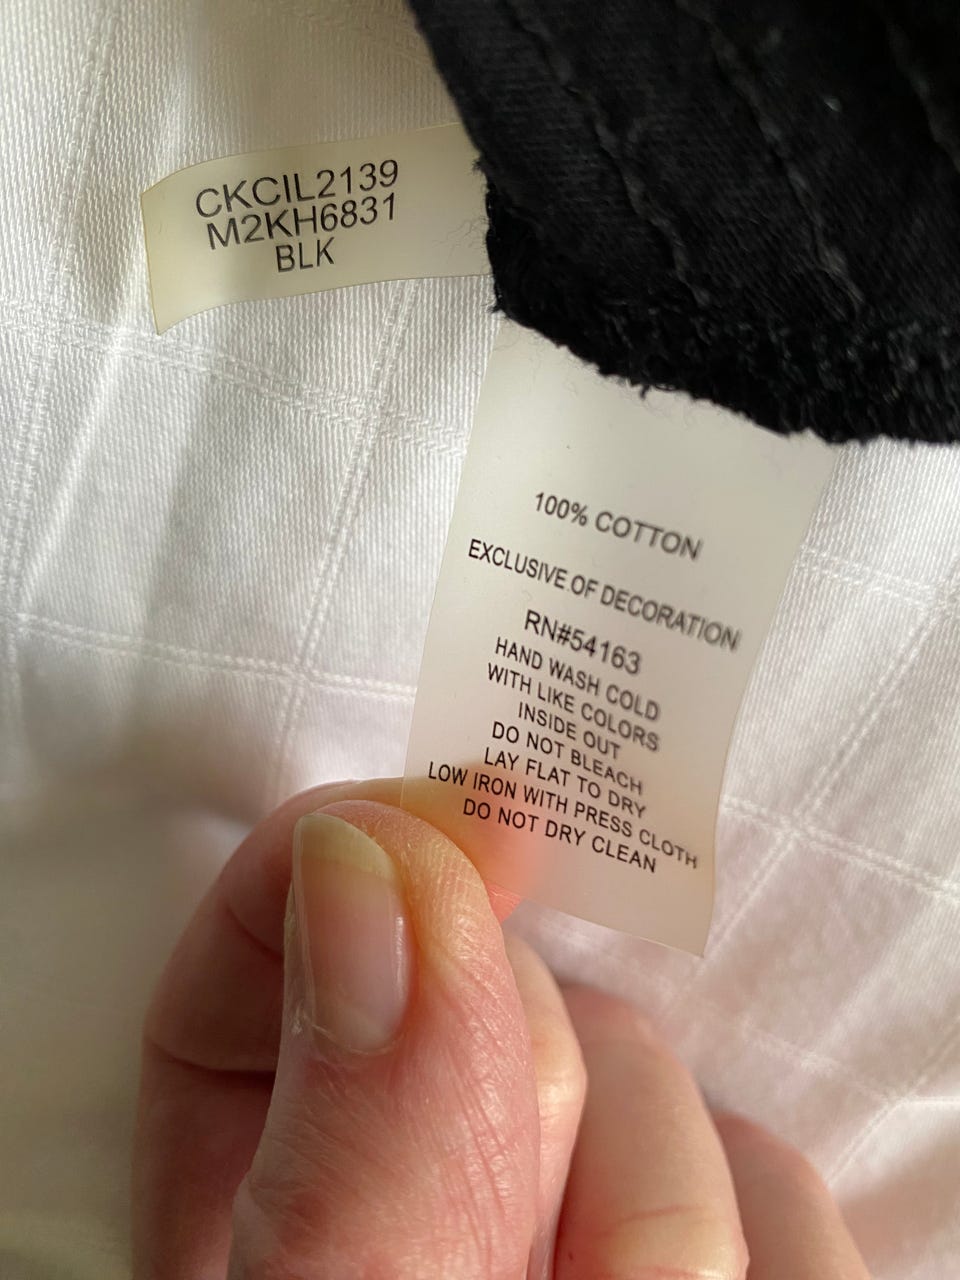 CKCIL2139
M2KH6831
BLK
100% COTTON
EXCLUSIVE OF DECORATION
RN#54163
HAND WASH COLD
WITH LIKE COLORS
INSIDE OUT
DO NOT BLEACH
LAY FLAT TO DRY
LOW IRON WITH PRESS CLOTH
DO NOT DRY CLEAN